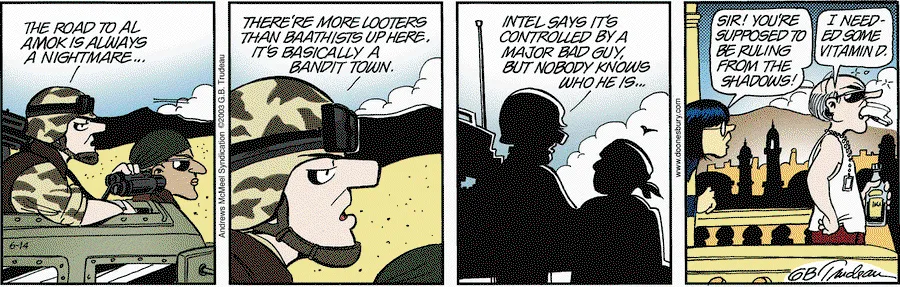 THE ROAD TO AL
AMOK IS ALWAYS
A NIGHTMARE...
6-14
Andrews McMeel Syndication ©2003 G.B. Trudeau
THERE'RE MORE LOOTERS
THAN BAATHISTS UP HERE.
IT'S BASICALLY A
BANDIT TOWN.
INTEL SAYS IT'S
CONTROLLED BY A
MAJOR BAD GUY,
BUT NOBODY KNOWS
WHO HE IS...
www.doonesbury.com
SIR! YOU'RE
SUPPOSED TO
BE RULING
FROM THE
SHADOWS!
I NEED-
ED SOME
VITAMIN D.
GB Trudeau